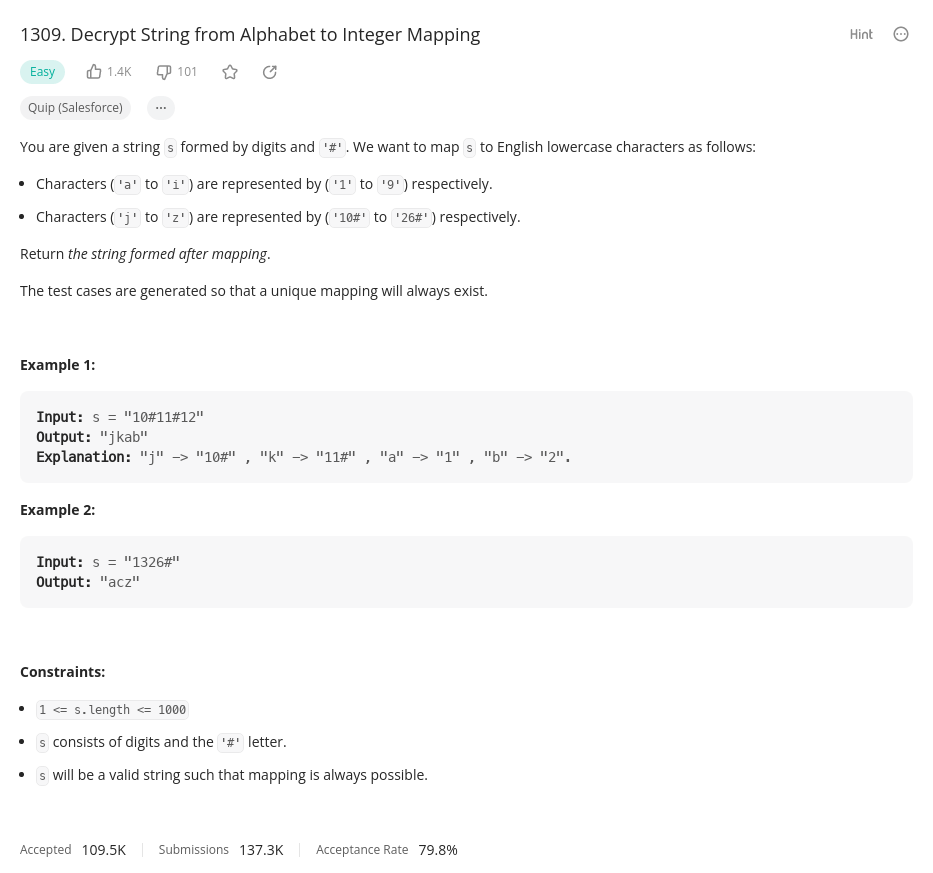 1309. Decrypt String from Alphabet to Integer Mapping
Hint
Easy
1.4K
101
Quip (Salesforce)
You are given a string s formed by digits and '#'. We want to map s to English lowercase characters as follows:
• Characters ('a' to 'i') are represented by ('1' to '9') respectively.
• Characters ('j' to 'z') are represented by ('10#' to '26#') respectively.
Return the string formed after mapping.
The test cases are generated so that a unique mapping will always exist.
Example 1:
Input: s = "10#11#12"
Output: "jkab"
Explanation: "j" -> "10#" , "k" -> "11#" , "a" -> "1" , "b" -> "2".
Example 2:
Input: s = "1326#"
Output: "acz"
Constraints:
• 1 <= s.length <= 1000
• s consists of digits and the '#' letter.
• s will be a valid string such that mapping is always possible.
Accepted 109.5K Submissions 137.3K Acceptance Rate 79.8%